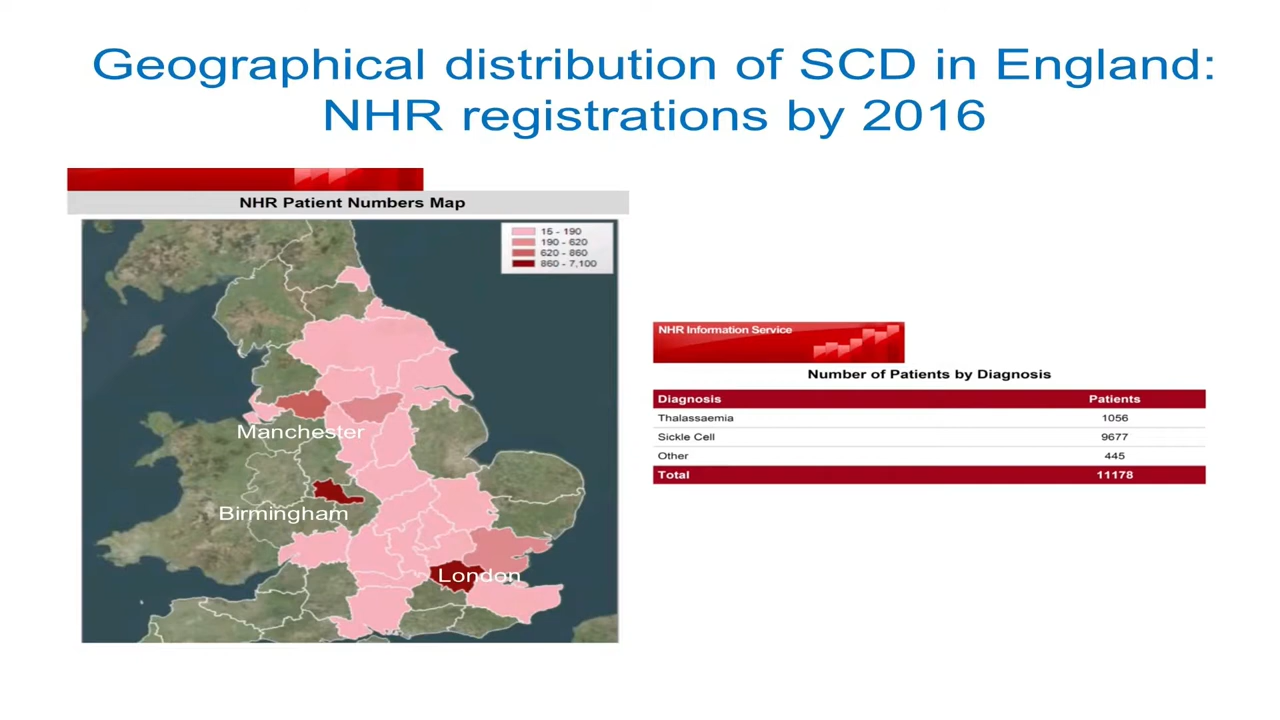 Geographical distribution of SCD in England:
NHR registrations by 2016
NHR Patient Numbers Map
15 - 190
190 - 620
620 - 860
860 - 7,100
Manchester
Birmingham
London
NHR Information Service
Number of Patients by Diagnosis
Diagnosis Patients
Thalassaemia 1056
Sickle Cell 9677
Other 445
Total 11178